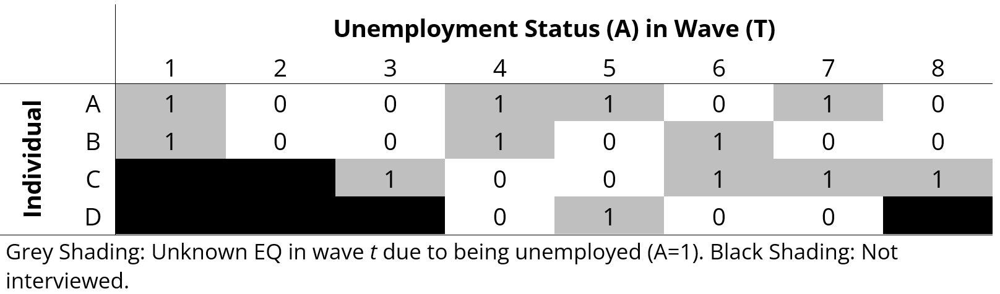 Unemployment Status (A) in Wave (T)
1 2 3 4 5 6 7 8
Individual
A 1 0 0 1 1 0 1 0
B 1 0 0 1 0 1 0 0
C 1 0 0 1 1 1
D 0 1 0 0
Grey Shading: Unknown EQ in wave t due to being unemployed (A=1). Black Shading: Not
interviewed.